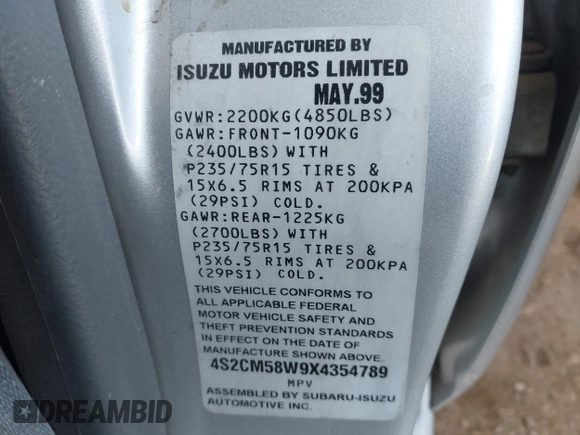 MANUFACTURED BY
ISUZU MOTORS LIMITED
MAY.99
GVWR:2200KG(4850LBS)
GAWR:FRONT-1090KG
(2400LBS) WITH
P235/75R15 TIRES &
15X6.5 RIMS AT 200KPA
(29PSI) COLD.
GAWR:REAR-1225KG
(2700LBS) WITH
P235/75R15 TIRES &
15X6.5 RIMS AT 200KPA
(29PSI) COLD.
THIS VEHICLE CONFORMS TO
ALL APPLICABLE FEDERAL
MOTOR VEHICLE SAFETY AND
THEFT PREVENTION STANDARDS
IN EFFECT ON THE DATE OF
MANUFACTURE SHOWN ABOVE.
4S2CM58W9X4354789
MPV
ASSEMBLED BY SUBARU-ISUZU
AUTOMOTIVE INC.
DREAMBID